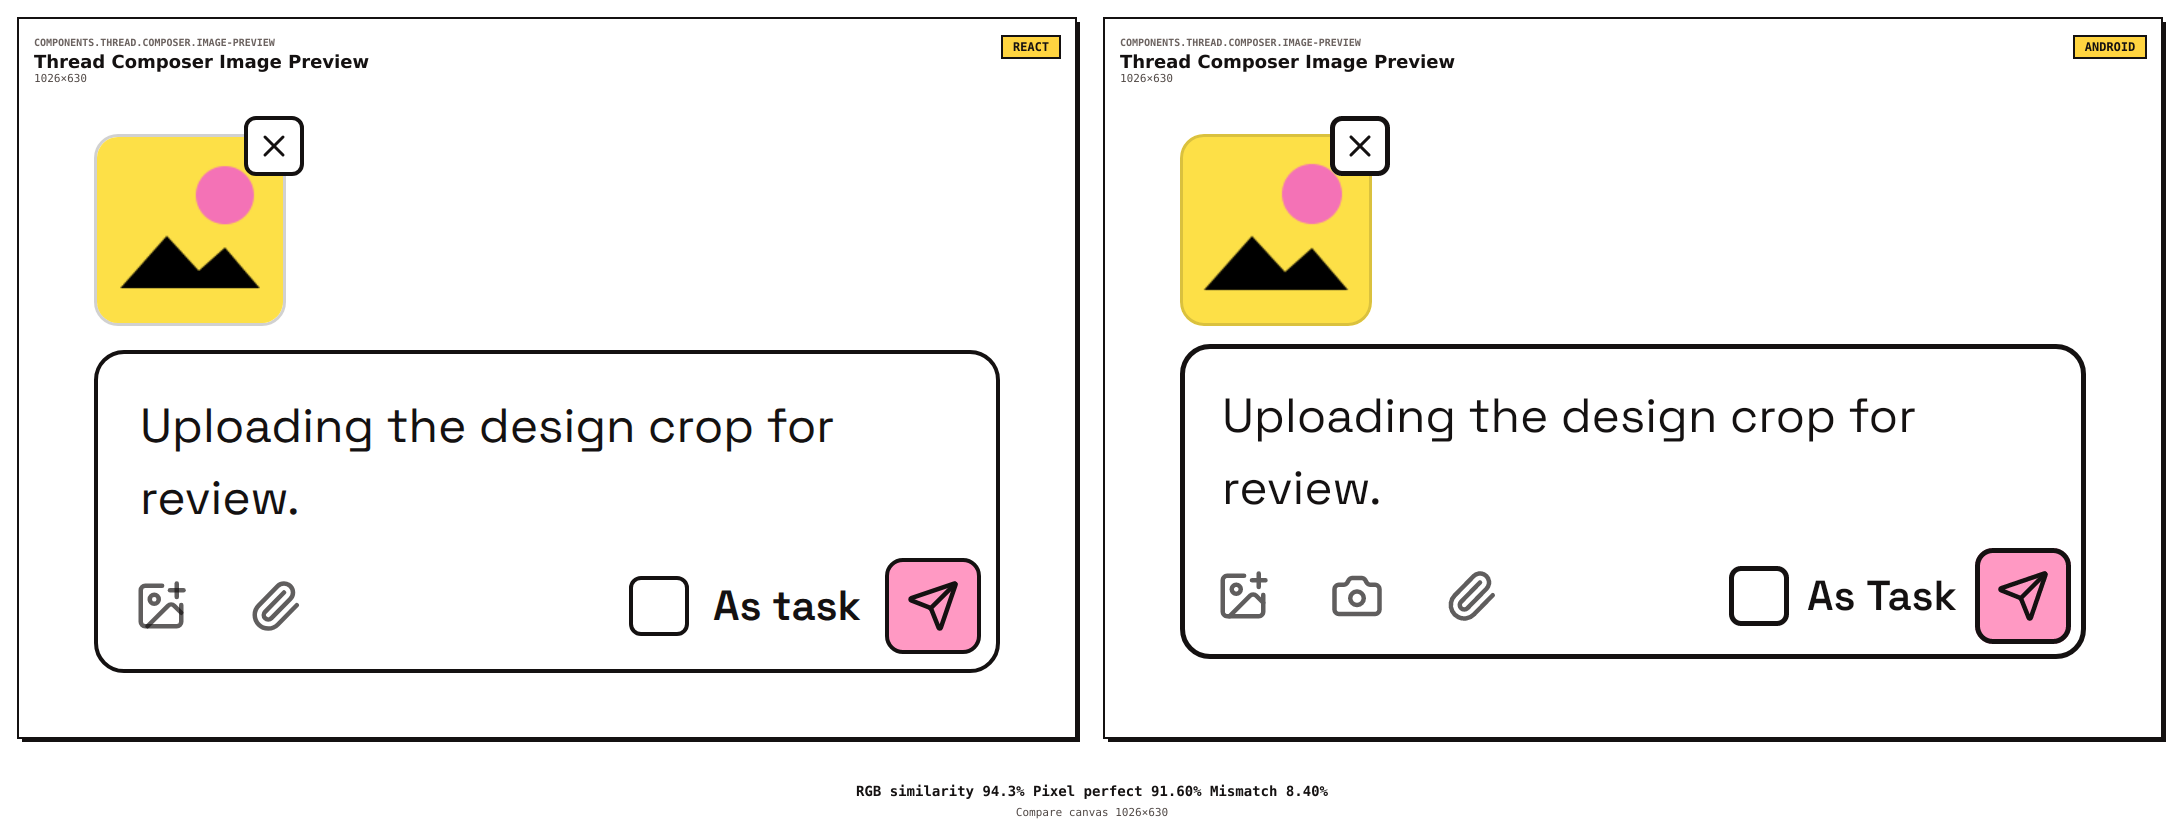 COMPONENTS.THREAD.COMPOSER.IMAGE-PREVIEW
Thread Composer Image Preview
1026×630
REACT
Uploading the design crop for
review.
As task
COMPONENTS.THREAD.COMPOSER.IMAGE-PREVIEW
Thread Composer Image Preview
1026×630
ANDROID
Uploading the design crop for
review.
As Task
RGB similarity 94.3% Pixel perfect 91.60% Mismatch 8.40%
Compare canvas 1026×630